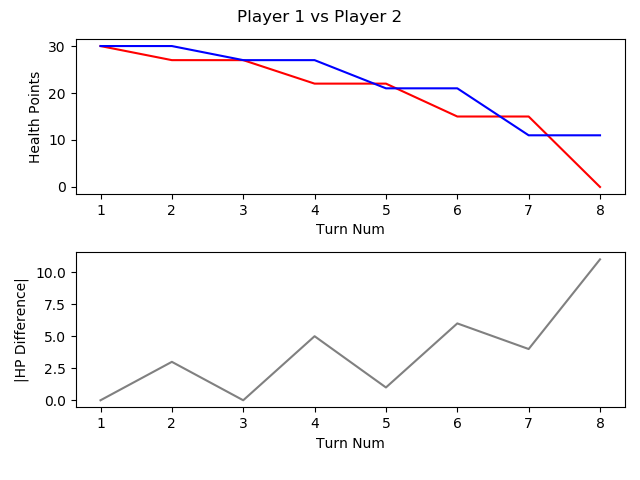 Player 1 vs Player 2
30
20
10
0
Health Points
1 2 3 4 5 6 7 8
Turn Num
10.0
7.5
5.0
2.5
0.0
|HP Difference|
1 2 3 4 5 6 7 8
Turn Num